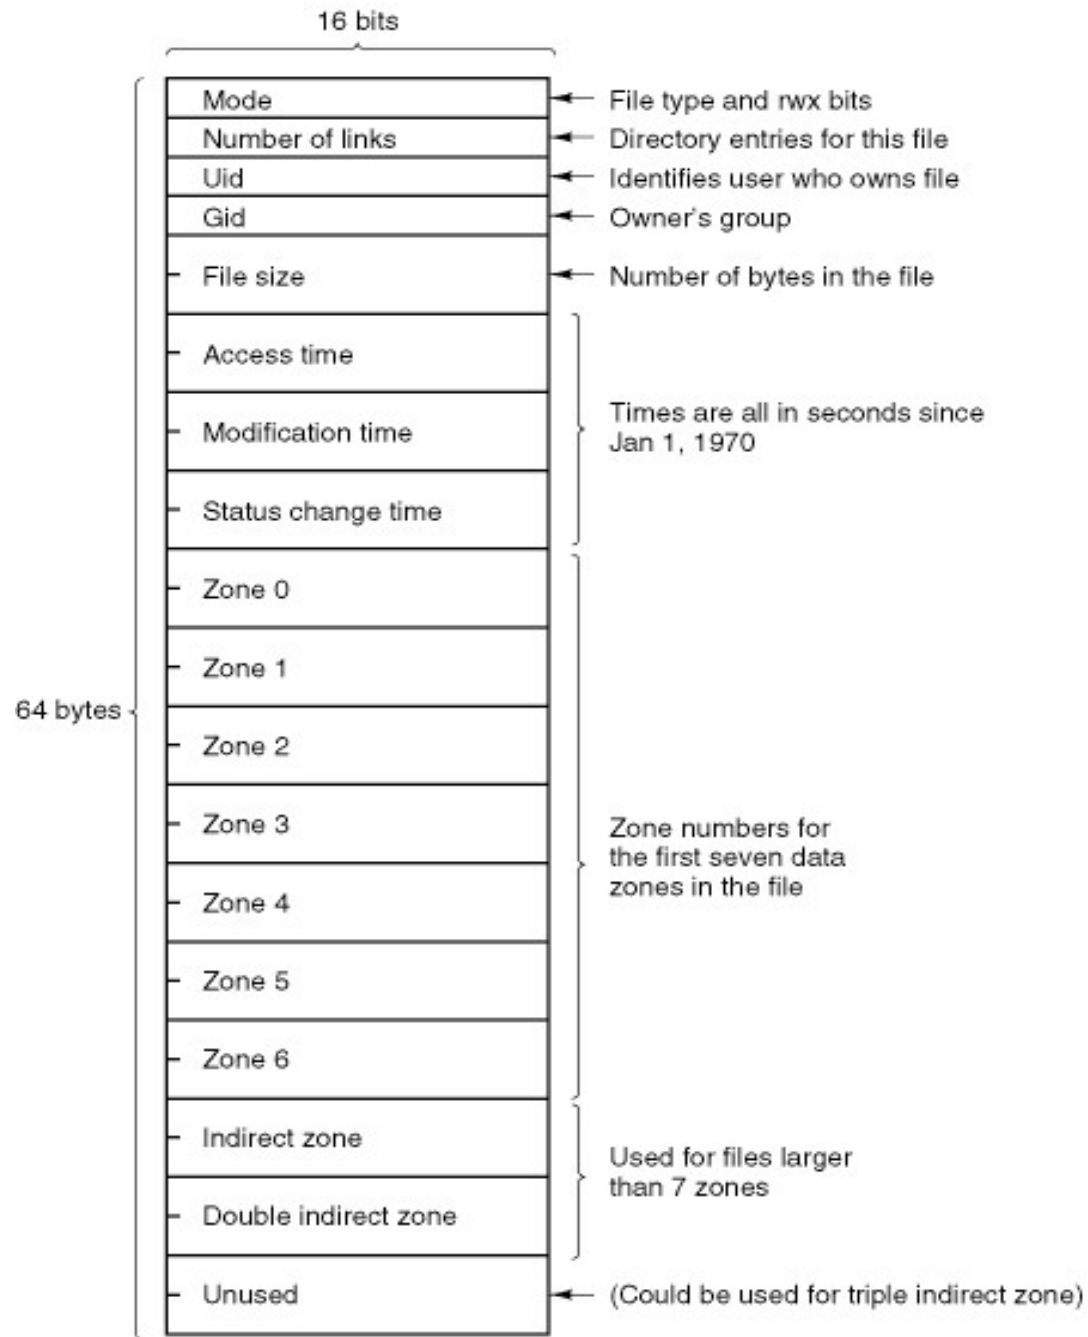 16 bits
Mode
File type and rwx bits
Number of links
Directory entries for this file
Uid
Identifies user who owns file
Gid
Owner's group
File size
Number of bytes in the file
Access time
Modification time
Times are all in seconds since
Jan 1, 1970
Status change time
Zone 0
Zone 1
64 bytes
Zone 2
Zone 3
Zone numbers for
the first seven data
zones in the file
Zone 4
Zone 5
Zone 6
Indirect zone
Used for files larger
than 7 zones
Double indirect zone
Unused
(Could be used for triple indirect zone)